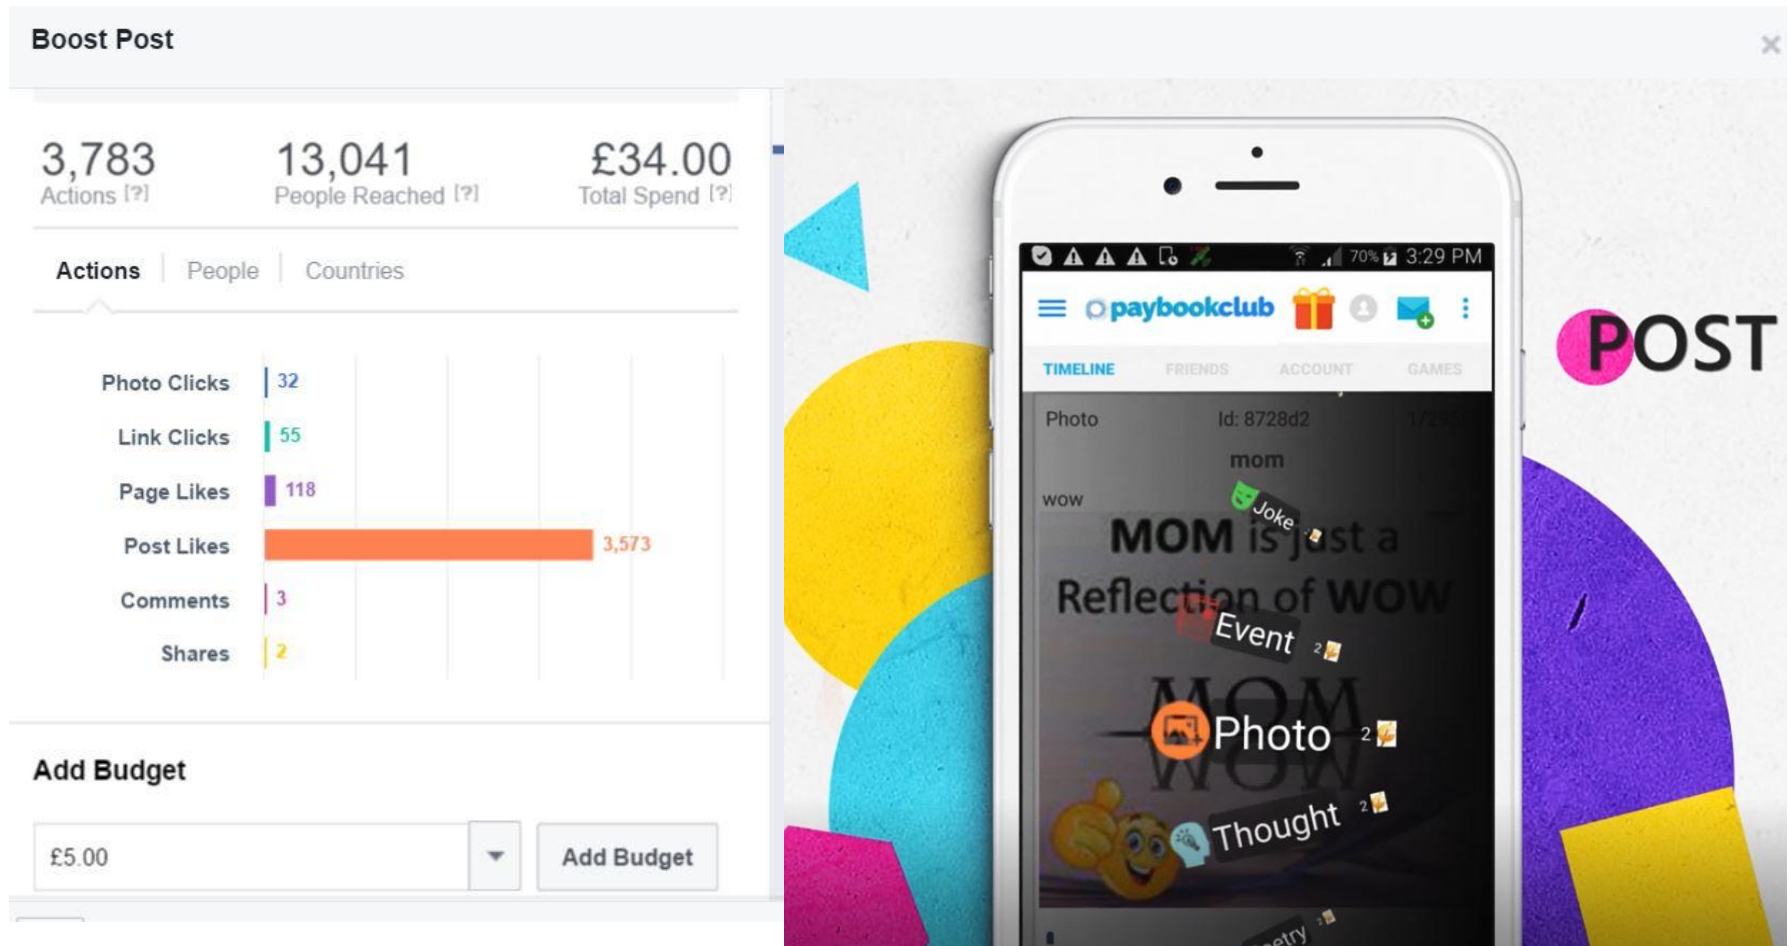 Boost Post
×
3,783
Actions [?]
13,041
People Reached [?]
£34.00
Total Spend [?]
Actions
People
Countries
Photo Clicks 32
Link Clicks 55
Page Likes 118
Post Likes 3,573
Comments 3
Shares 2
Add Budget
£5.00
Add Budget
70% 3:29 PM
paybookclub
TIMELINE FRIENDS ACCOUNT GAMES
Photo Id: 8728d2
mom
wow
Joke
MOM is just a
Reflection of WOW
Event 2
MOM
Photo 2
WOW
Thought 2
POST